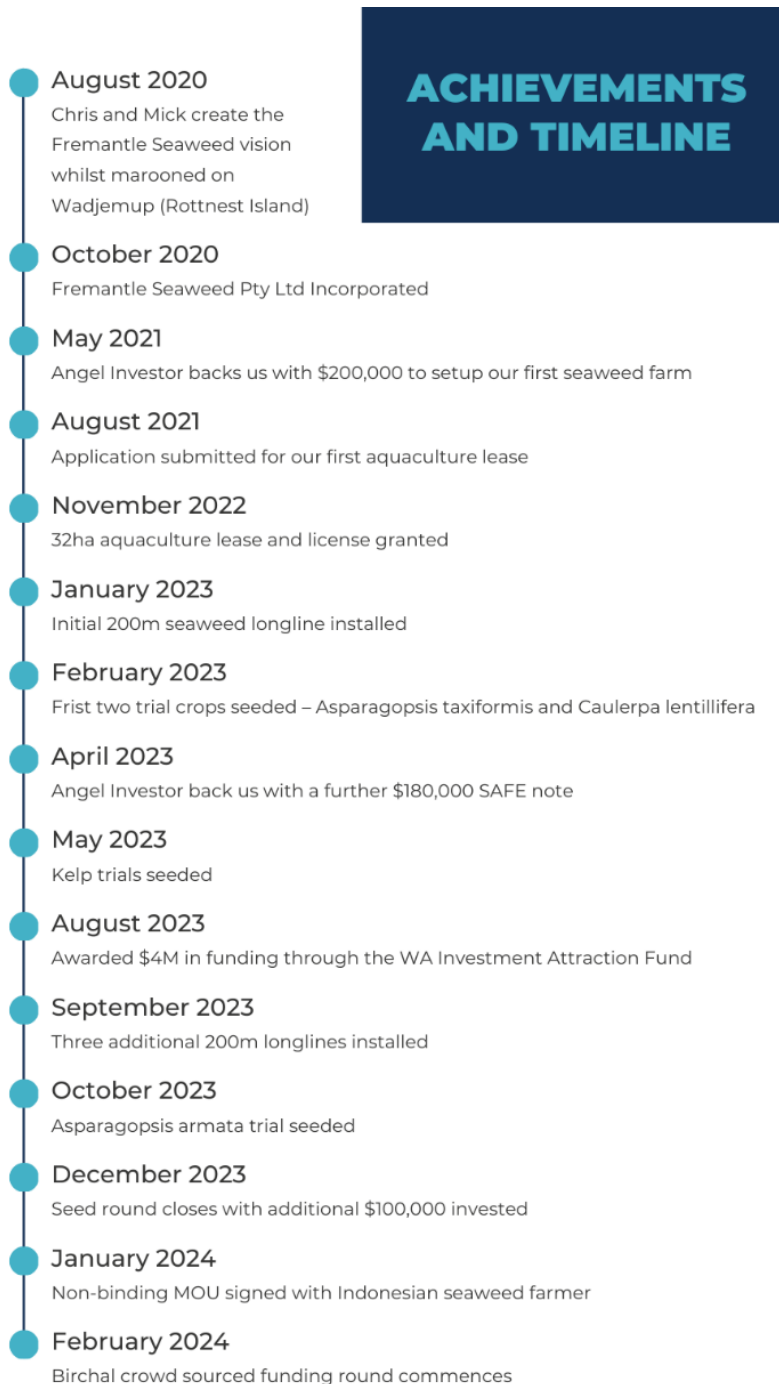 ACHIEVEMENTS
AND TIMELINE
August 2020
Chris and Mick create the
Fremantle Seaweed vision
whilst marooned on
Wadjemup (Rottnest Island)
October 2020
Fremantle Seaweed Pty Ltd Incorporated
May 2021
Angel Investor backs us with $200,000 to setup our first seaweed farm
August 2021
Application submitted for our first aquaculture lease
November 2022
32ha aquaculture lease and license granted
January 2023
Initial 200m seaweed longline installed
February 2023
Frist two trial crops seeded – Asparagopsis taxiformis and Caulerpa lentillifera
April 2023
Angel Investor back us with a further $180,000 SAFE note
May 2023
Kelp trials seeded
August 2023
Awarded $4M in funding through the WA Investment Attraction Fund
September 2023
Three additional 200m longlines installed
October 2023
Asparagopsis armata trial seeded
December 2023
Seed round closes with additional $100,000 invested
January 2024
Non-binding MOU signed with Indonesian seaweed farmer
February 2024
Birchal crowd sourced funding round commences